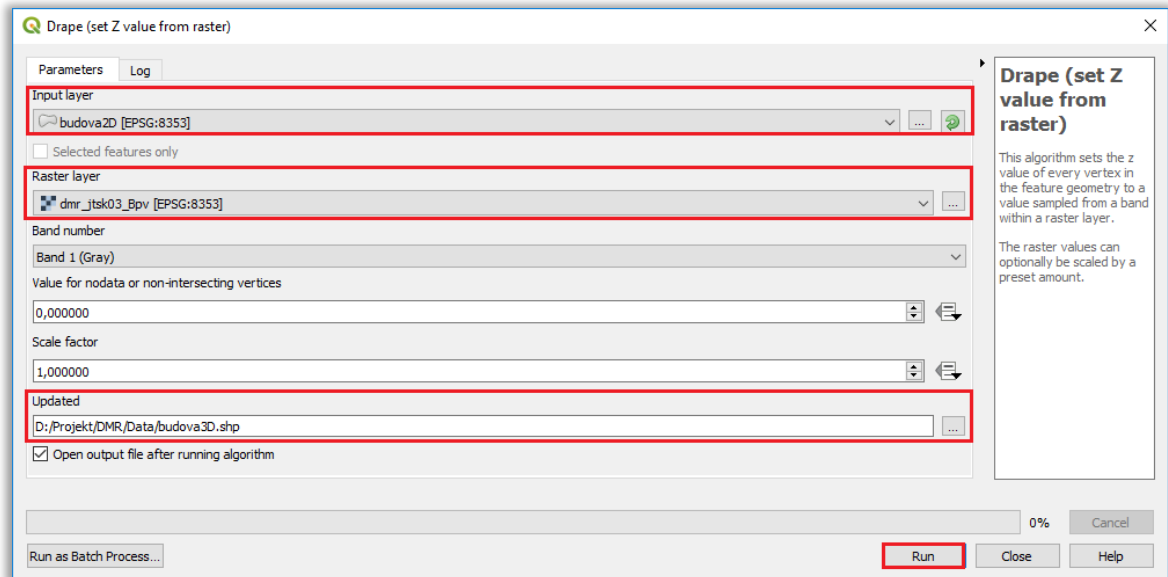 Drape (set Z value from raster)
Parameters
Log
Input layer
budova2D [EPSG:8353]
...
Selected features only
Raster layer
dmr_jtsk03_Bpv [EPSG:8353]
...
Band number
Band 1 (Gray)
Value for nodata or non-intersecting vertices
0,000000
Scale factor
1,000000
Updated
D:/Projekt/DMR/Data/budova3D.shp
...
Open output file after running algorithm
Drape (set Z
value from
raster)
This algorithm sets the z
value of every vertex in
the feature geometry to a
value sampled from a band
within a raster layer.
The raster values can
optionally be scaled by a
preset amount.
0%
Cancel
Run as Batch Process...
Run
Close
Help